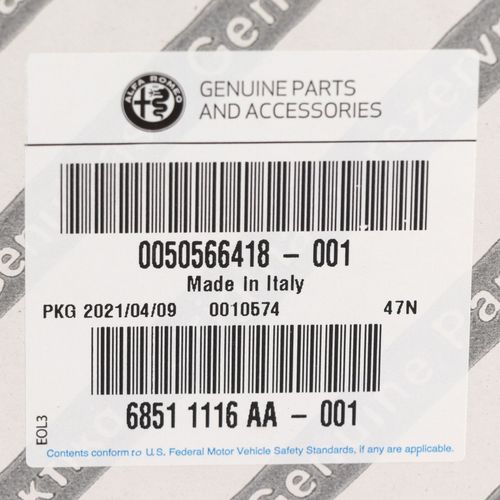 ALFA ROMEO
GENUINE PARTS
AND ACCESSORIES
0050566418 - 001
Made In Italy
PKG 2021/04/09 0010574 47N
6851 1116 AA - 001
EOL3
Contents conform to U.S. Federal Motor Vehicle Safety Standards, if any are applicable.